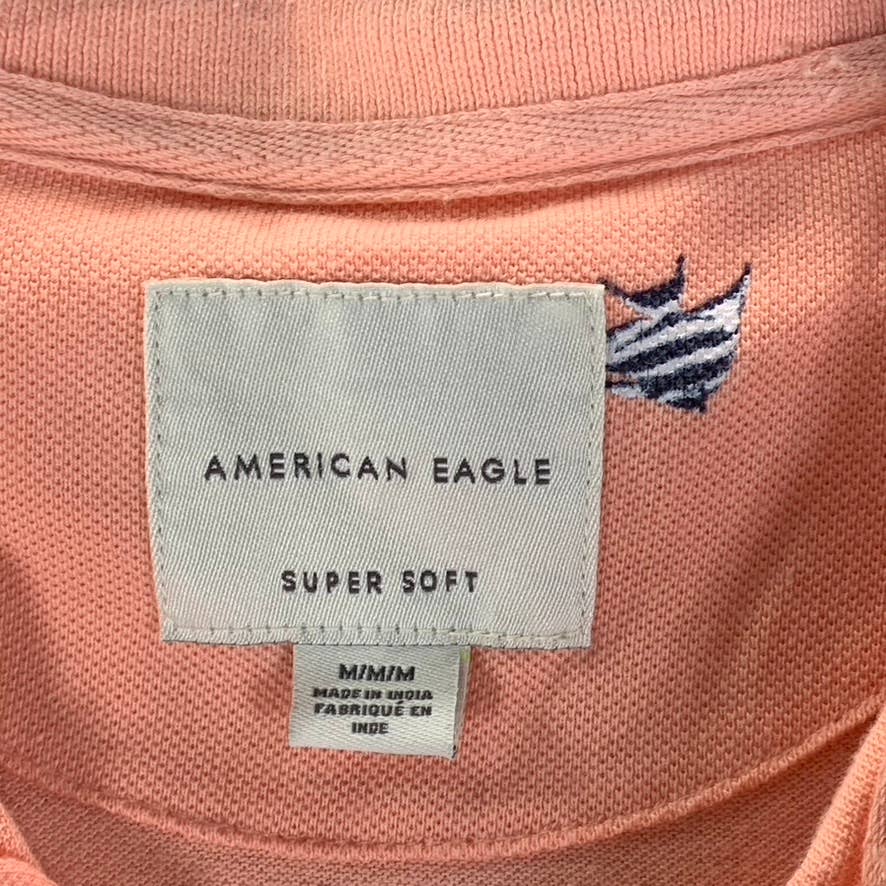 AMERICAN EAGLE
SUPER SOFT
M/M/M
MADE IN INDIA
FABRIQUÉ EN
INDE